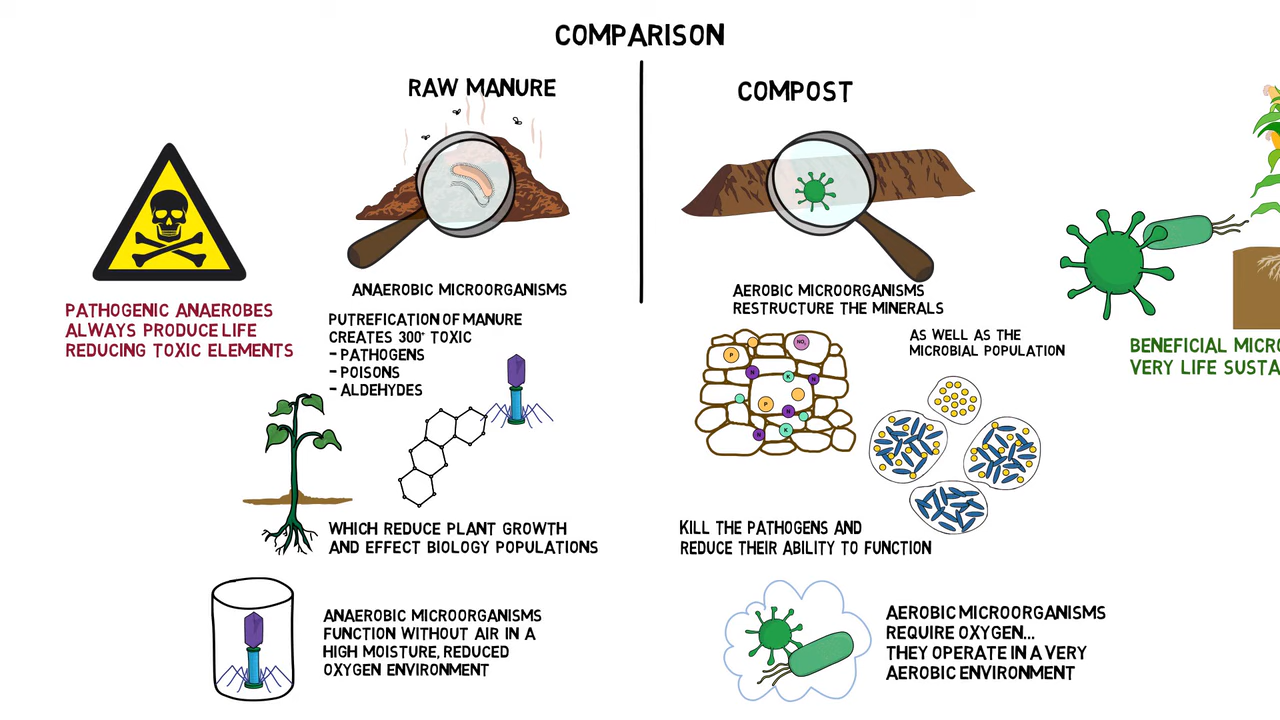 COMPARISON
RAW MANURE
ANAEROBIC MICROORGANISMS
PATHOGENIC ANAEROBES
ALWAYS PRODUCE LIFE
REDUCING TOXIC ELEMENTS
PUTREFICATION OF MANURE
CREATES 300+ TOXIC
- PATHOGENS
- POISONS
- ALDEHYDES
WHICH REDUCE PLANT GROWTH
AND EFFECT BIOLOGY POPULATIONS
ANAEROBIC MICROORGANISMS
FUNCTION WITHOUT AIR IN A
HIGH MOISTURE, REDUCED
OXYGEN ENVIRONMENT
COMPOST
AEROBIC MICROORGANISMS
RESTRUCTURE THE MINERALS
AS WELL AS THE
MICROBIAL POPULATION
P
NO₃
N
K
N
P
N
K
N
KILL THE PATHOGENS AND
REDUCE THEIR ABILITY TO FUNCTION
AEROBIC MICROORGANISMS
REQUIRE OXYGEN...
THEY OPERATE IN A VERY
AEROBIC ENVIRONMENT
BENEFICIAL MICRO
VERY LIFE SUSTA